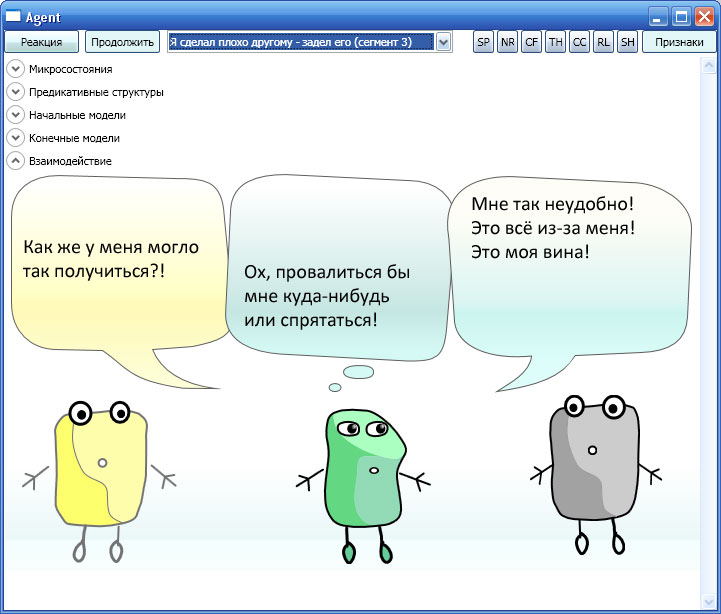 Agent
Реакция Продолжить Я сделал плохо другому - задел его (сегмент 3) SP NR CF TH CC RL SH Признаки
Микросостояния
Предикативные структуры
Начальные модели
Конечные модели
Взаимодействие
Как же у меня могло
так получиться?!
Ох, провалиться бы
мне куда-нибудь
или спрятаться!
Мне так неудобно!
Это всё из-за меня!
Это моя вина!